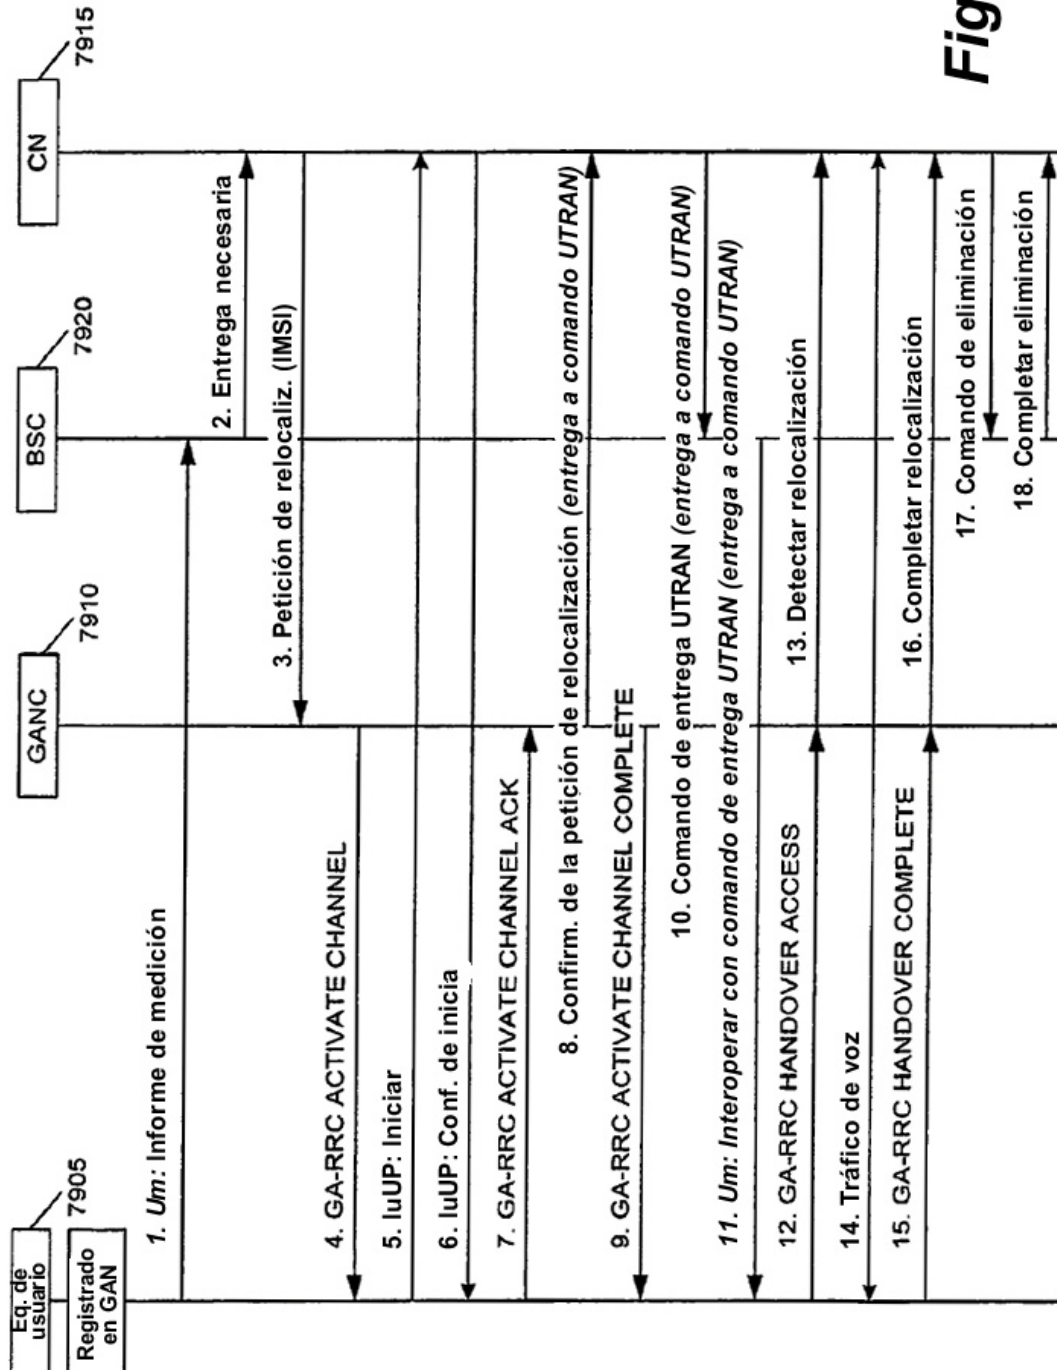 Eq. de
usuario
7905
Registrado
en GAN
GANC
7910
BSC
7920
CN
7915
1. Um: Informe de medición
2. Entrega necesaria
3. Petición de relocaliz. (IMSI)
4. GA-RRC ACTIVATE CHANNEL
5. IuUP: Iniciar
6. IuUP: Conf. de inicia
7. GA-RRC ACTIVATE CHANNEL ACK
8. Confirm. de la petición de relocalización (entrega a comando UTRAN)
9. GA-RRC ACTIVATE CHANNEL COMPLETE
10. Comando de entrega UTRAN (entrega a comando UTRAN)
11. Um: Interoperar con comando de entrega UTRAN (entrega a comando UTRAN)
12. GA-RRC HANDOVER ACCESS
13. Detectar relocalización
14. Tráfico de voz
15. GA-RRC HANDOVER COMPLETE
16. Completar relocalización
17. Comando de eliminación
18. Completar eliminación
Fig